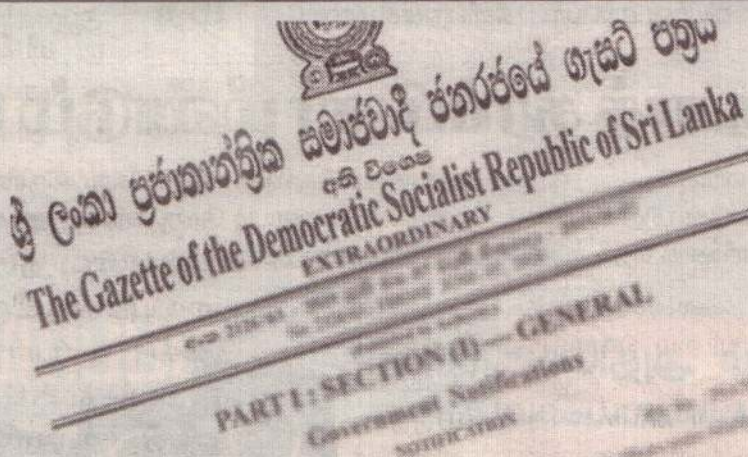 ශ්‍රී ලංකා ප්‍රජාතාන්ත්‍රික සමාජවාදී ජනරජයේ ගැසට් පත්‍රය
අති විශෙෂ
The Gazette of the Democratic Socialist Republic of Sri Lanka
EXTRAORDINARY
PART I : SECTION (I) — GENERAL
Government Notifications
NOTIFICATION